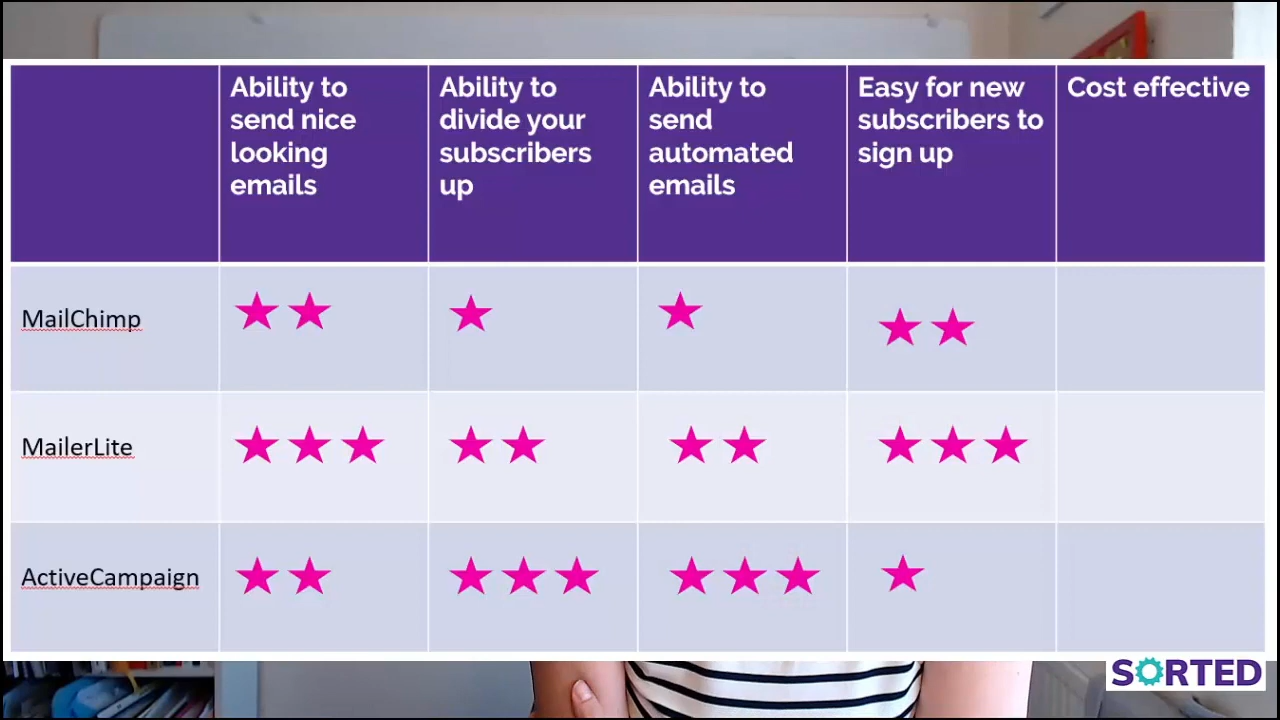 Ability to
send nice
looking
emails
Ability to
divide your
subscribers
up
Ability to
send
automated
emails
Easy for new
subscribers to
sign up
Cost effective
MailChimp
MailerLite
ActiveCampaign
SORTED